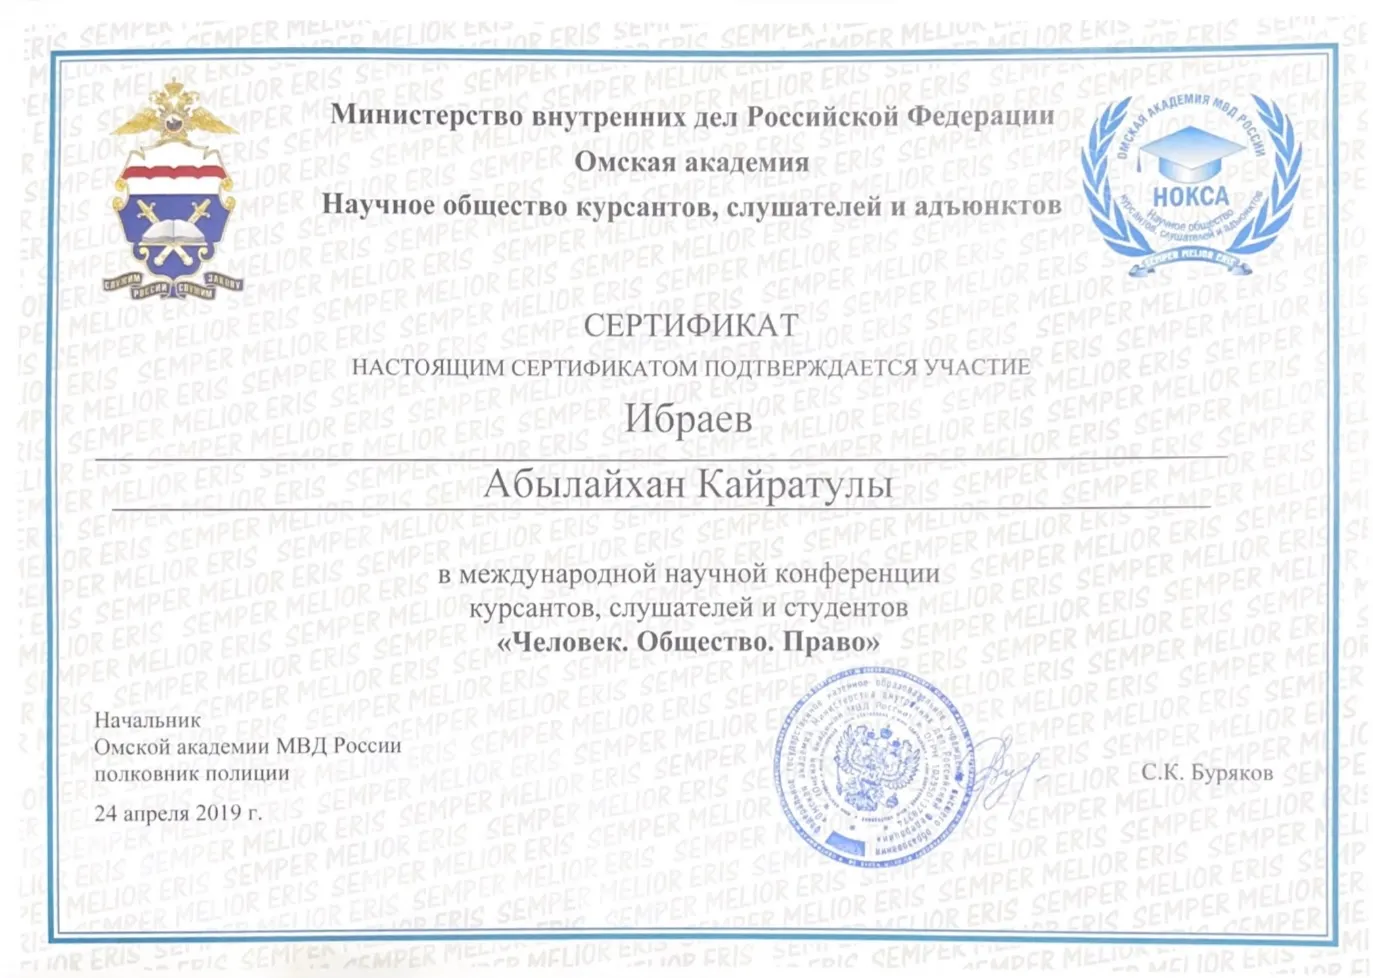 Министерство внутренних дел Российской Федерации
Омская академия
Научное общество курсантов, слушателей и адъюнктов
ОМСКАЯ АКАДЕМИЯ МВД РОССИИ
НОКСА
Научное общество
курсантов, слушателей и адъюнктов
SEMPER MELIOR ERIS
СЛУЖИМ РОССИИ СЛУЖИМ ЗАКОНУ
СЕРТИФИКАТ
НАСТОЯЩИМ СЕРТИФИКАТОМ ПОДТВЕРЖДАЕТСЯ УЧАСТИЕ
Ибраев
Абылайхан Кайратулы
в международной научной конференции
курсантов, слушателей и студентов
«Человек. Общество. Право»
Начальник
Омской академии МВД России
полковник полиции
24 апреля 2019 г.
С.К. Буряков